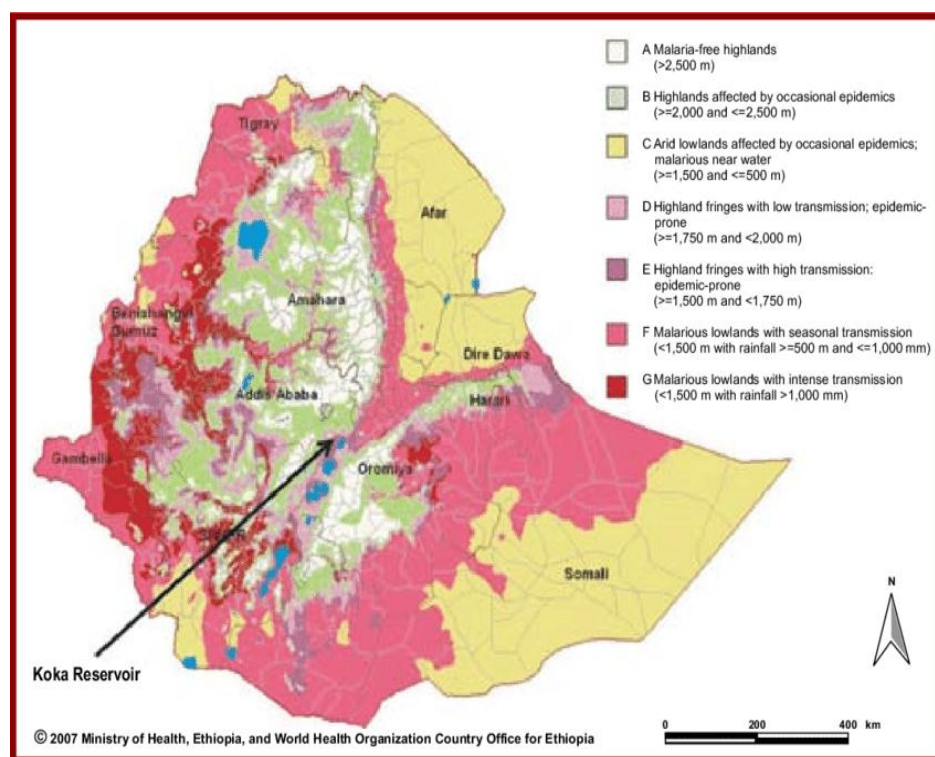 A Malaria-free highlands
(>2,500 m)
B Highlands affected by occasional epidemics
(>=2,000 and <=2,500 m)
C Arid lowlands affected by occasional epidemics;
malarious near water
(>=1,500 and <=500 m)
D Highland fringes with low transmission; epidemic-
prone
(>=1,750 m and <2,000 m)
E Highland fringes with high transmission:
epidemic-prone
(>=1,500 m and <1,750 m)
F Malarious lowlands with seasonal transmission
(<1,500 m with rainfall >=500 m and <=1,000 mm)
G Malarious lowlands with intense transmission
(<1,500 m with rainfall >1,000 mm)
Tigray
Afar
Amahara
Dire Dawa
Addis Ababa
Harari
Gambella
Oromiya
Somali
Koka Reservoir
N
0 200 400 km
© 2007 Ministry of Health, Ethiopia, and World Health Organization Country Office for Ethiopia